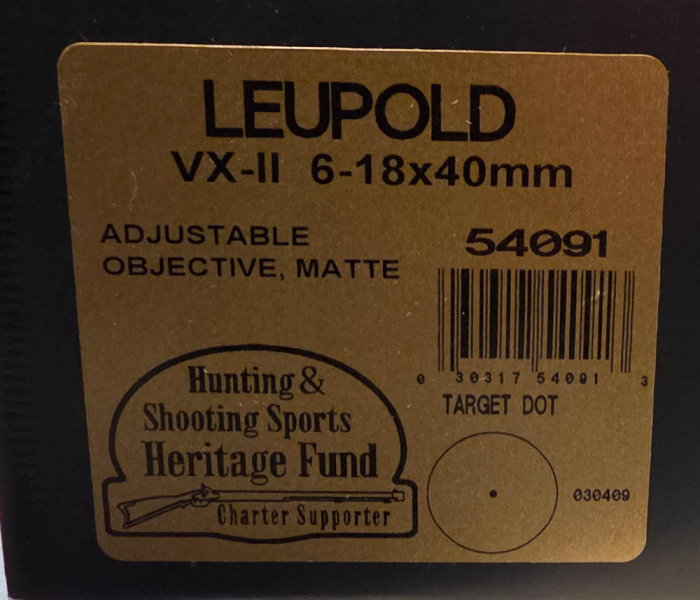 LEUPOLD
VX-II 6-18x40mm
ADJUSTABLE
OBJECTIVE, MATTE
54091
0 30317 54091 3
TARGET DOT
Hunting &
Shooting Sports
Heritage Fund
Charter Supporter
030409